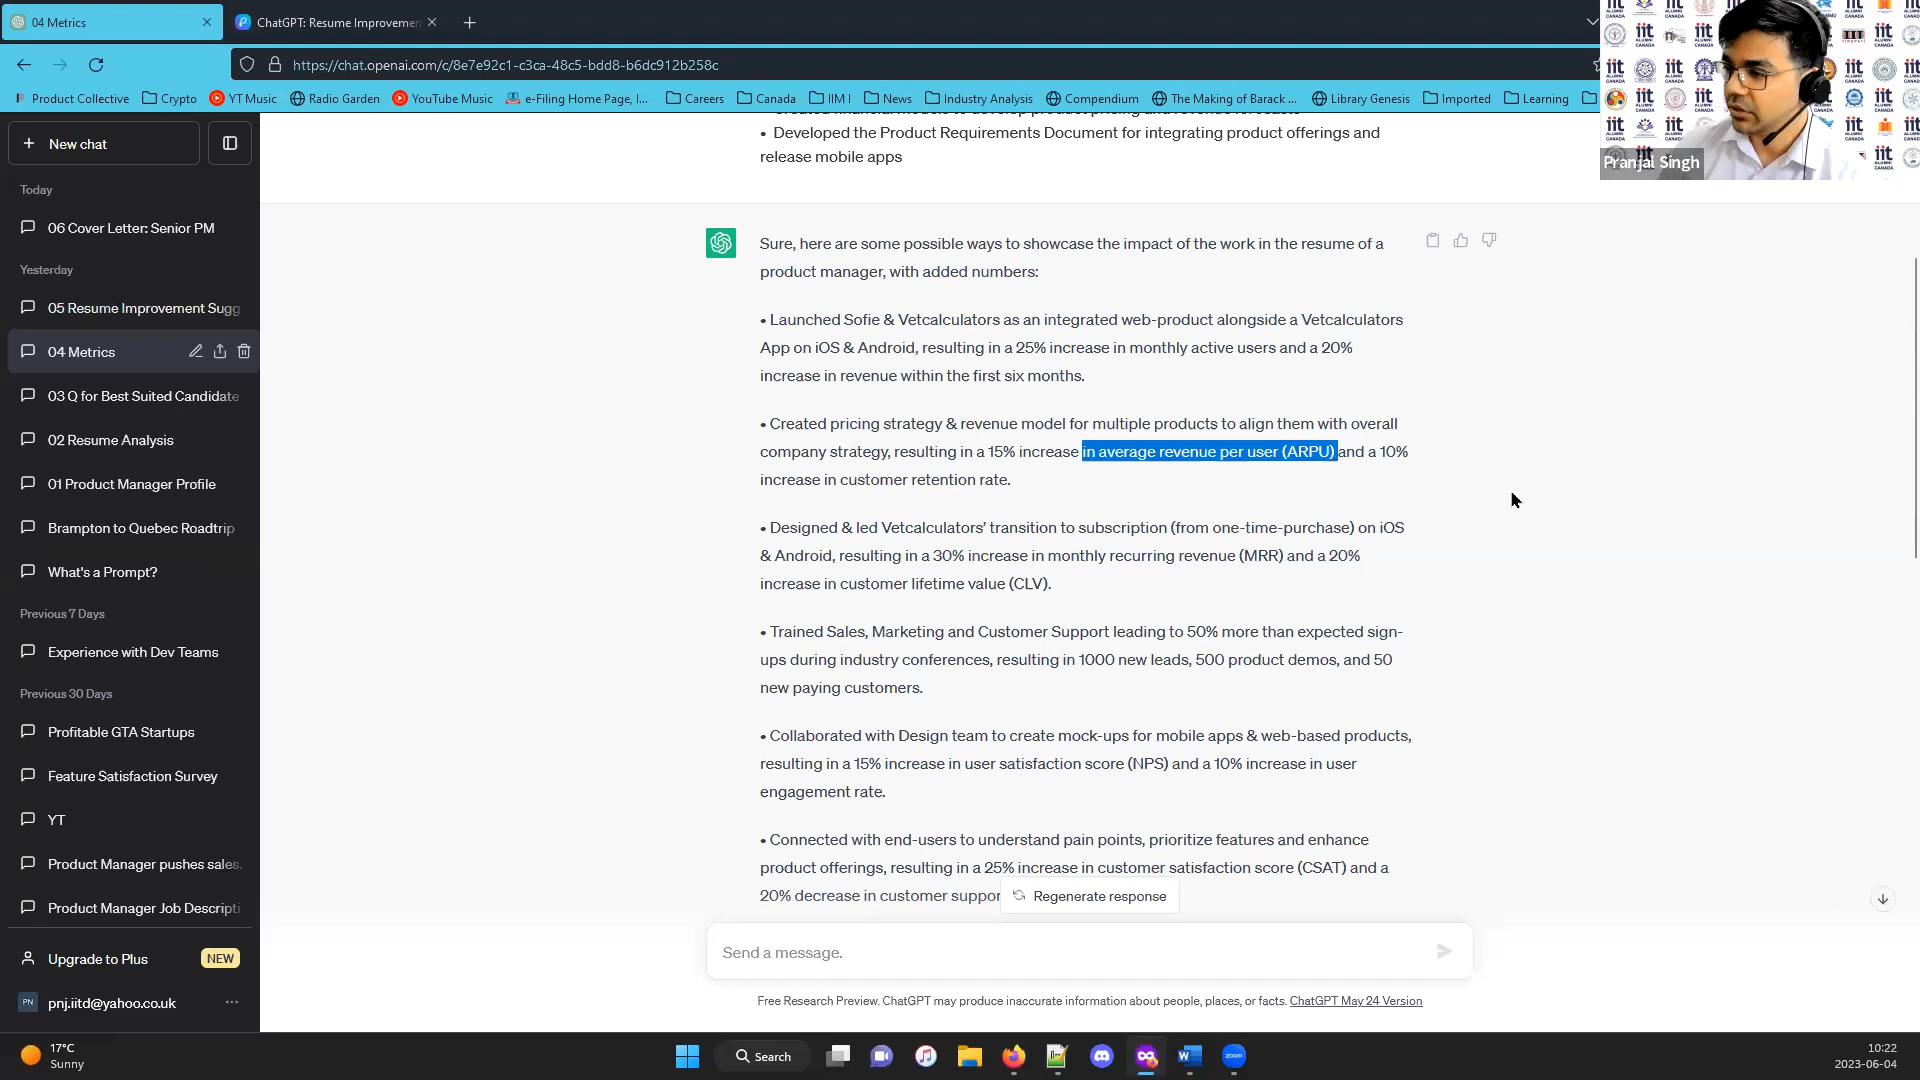 04 Metrics
ChatGPT: Resume Improvemen
https://chat.openai.com/c/8e7e92c1-c3ca-48c5-bdd8-b6dc912b258c
Product Collective
Crypto
YT Music
Radio Garden
YouTube Music
e-Filing Home Page, I...
Careers
Canada
IIM I
News
Industry Analysis
Compendium
The Making of Barack ...
Library Genesis
Imported
Learning
Pranjal Singh
New chat
Today
06 Cover Letter: Senior PM
Yesterday
05 Resume Improvement Sugg
04 Metrics
03 Q for Best Suited Candidate
02 Resume Analysis
01 Product Manager Profile
Brampton to Quebec Roadtrip
What's a Prompt?
Previous 7 Days
Experience with Dev Teams
Previous 30 Days
Profitable GTA Startups
Feature Satisfaction Survey
YT
Product Manager pushes sales.
Product Manager Job Descripti
Upgrade to Plus
NEW
PN
pnj.iitd@yahoo.co.uk
• Developed the Product Requirements Document for integrating product offerings and
release mobile apps
Sure, here are some possible ways to showcase the impact of the work in the resume of a
product manager, with added numbers:
• Launched Sofie & Vetcalculators as an integrated web-product alongside a Vetcalculators
App on iOS & Android, resulting in a 25% increase in monthly active users and a 20%
increase in revenue within the first six months.
• Created pricing strategy & revenue model for multiple products to align them with overall
company strategy, resulting in a 15% increase in average revenue per user (ARPU) and a 10%
increase in customer retention rate.
• Designed & led Vetcalculators’ transition to subscription (from one-time-purchase) on iOS
& Android, resulting in a 30% increase in monthly recurring revenue (MRR) and a 20%
increase in customer lifetime value (CLV).
• Trained Sales, Marketing and Customer Support leading to 50% more than expected sign-
ups during industry conferences, resulting in 1000 new leads, 500 product demos, and 50
new paying customers.
• Collaborated with Design team to create mock-ups for mobile apps & web-based products,
resulting in a 15% increase in user satisfaction score (NPS) and a 10% increase in user
engagement rate.
• Connected with end-users to understand pain points, prioritize features and enhance
product offerings, resulting in a 25% increase in customer satisfaction score (CSAT) and a
20% decrease in customer suppor
Regenerate response
Send a message.
Free Research Preview. ChatGPT may produce inaccurate information about people, places, or facts. ChatGPT May 24 Version
17°C
Sunny
Search
zoom
10:22
2023-06-04